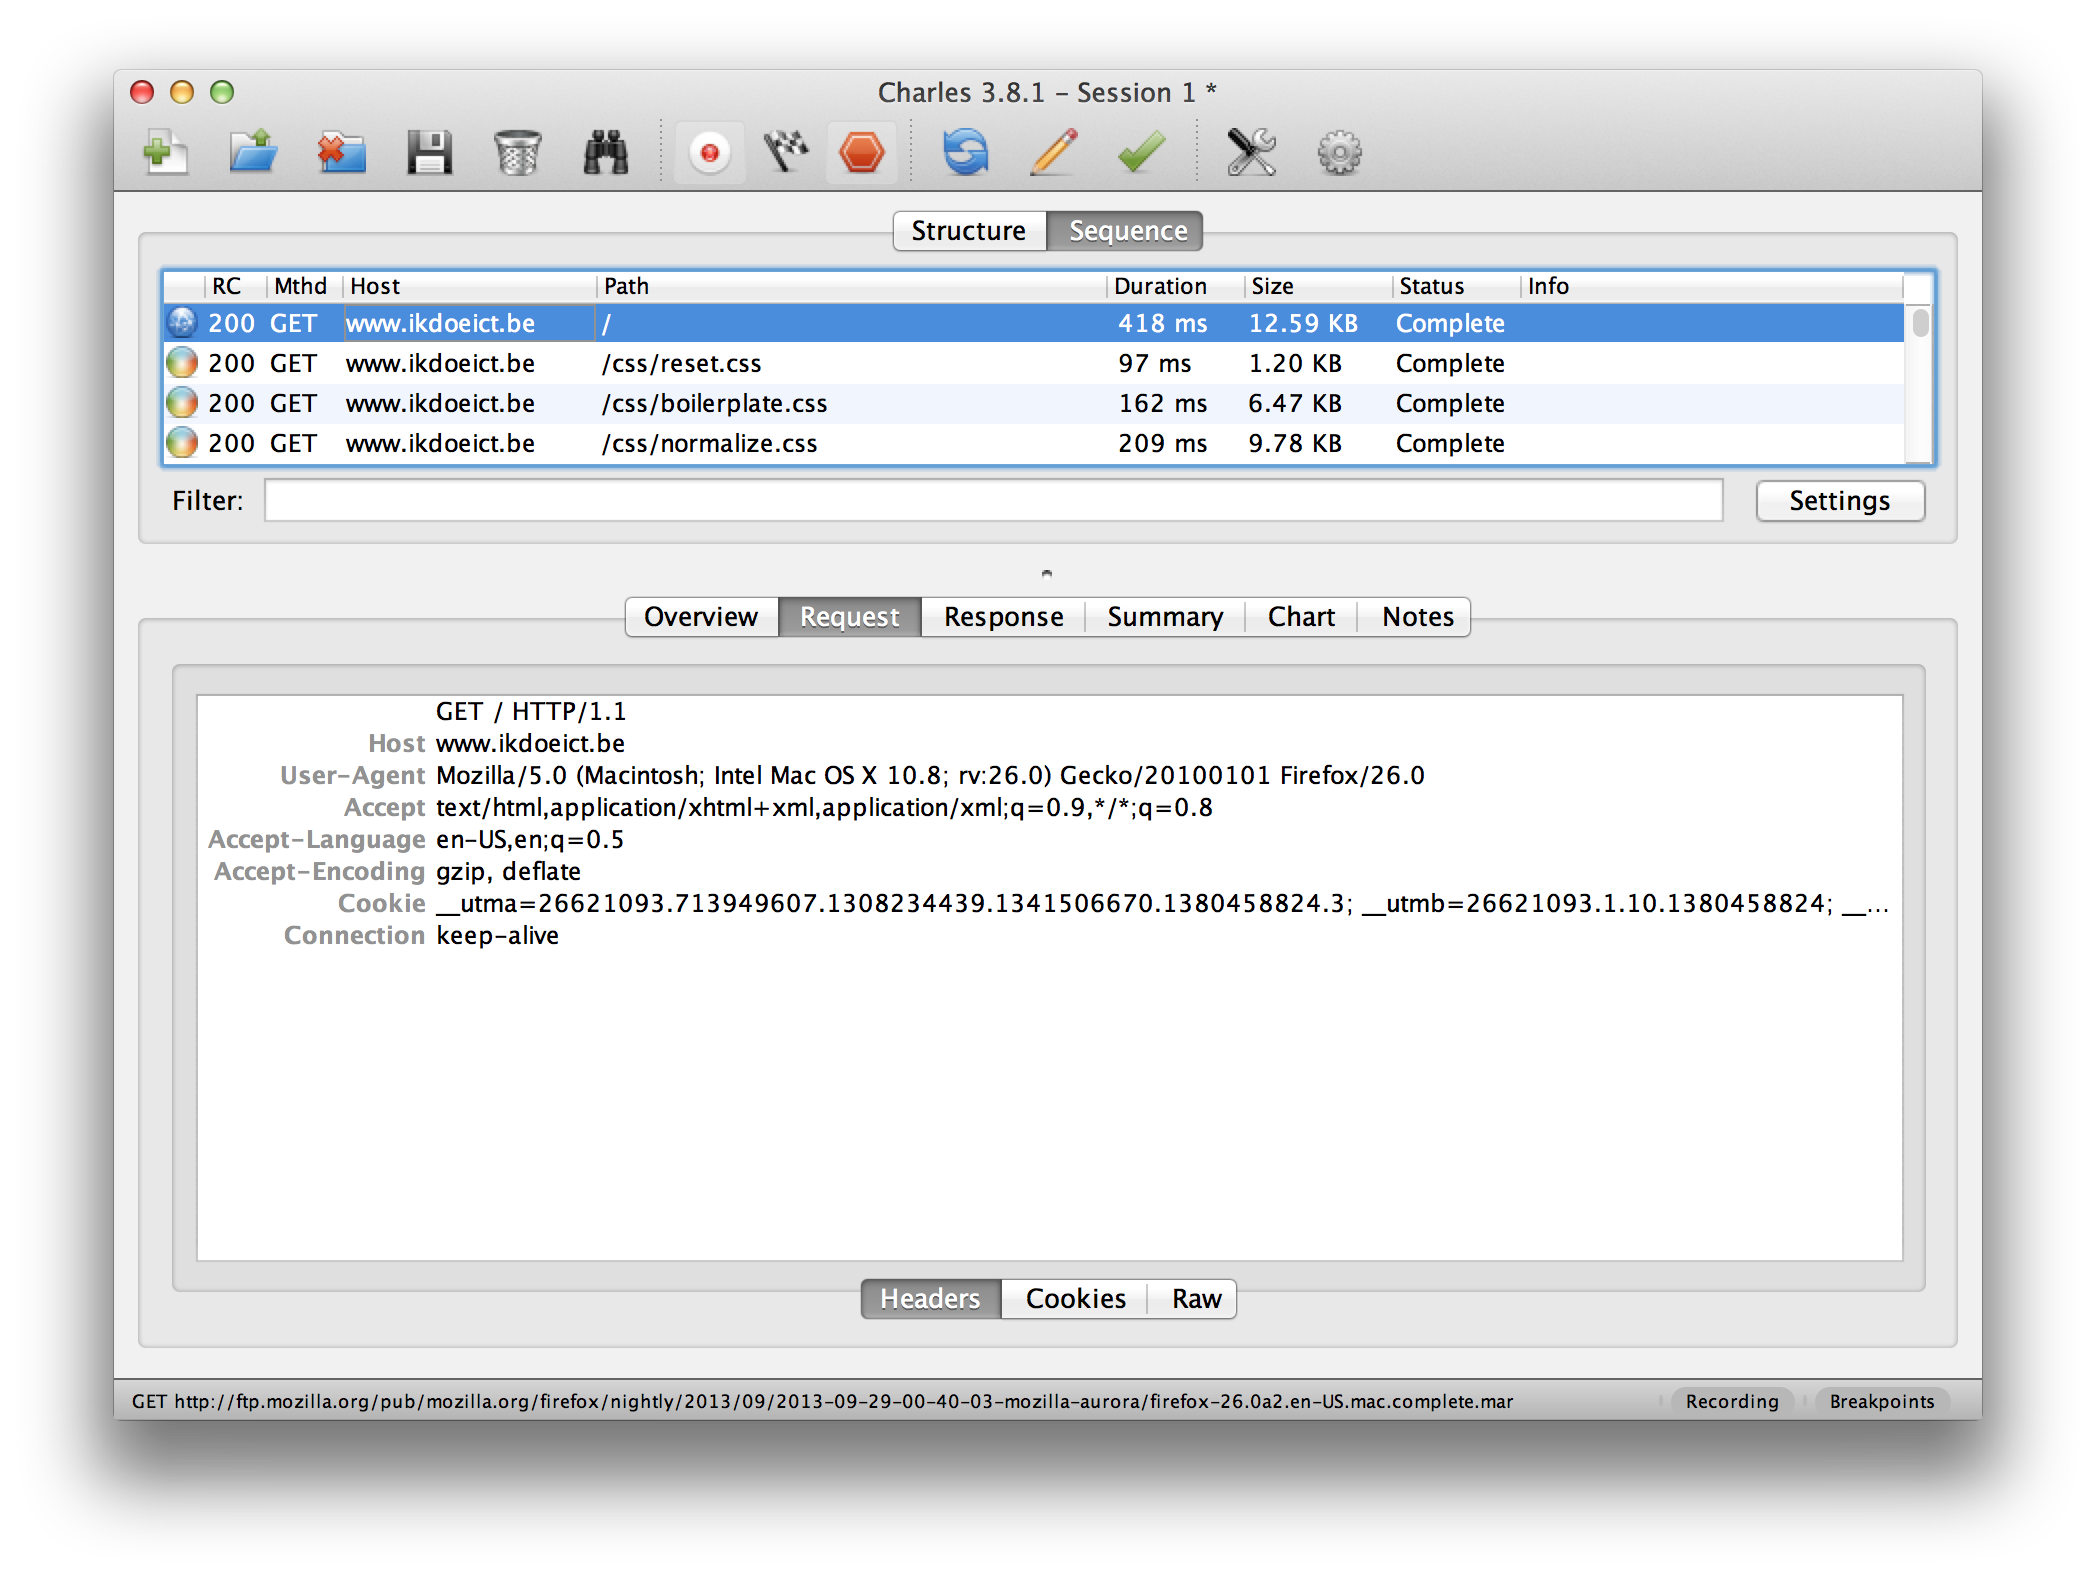 Charles 3.8.1 – Session 1 *
Structure Sequence
RC Mthd Host Path Duration Size Status Info
200 GET www.ikdoeict.be / 418 ms 12.59 KB Complete
200 GET www.ikdoeict.be /css/reset.css 97 ms 1.20 KB Complete
200 GET www.ikdoeict.be /css/boilerplate.css 162 ms 6.47 KB Complete
200 GET www.ikdoeict.be /css/normalize.css 209 ms 9.78 KB Complete
Filter: Settings
Overview Request Response Summary Chart Notes
GET / HTTP/1.1
Host www.ikdoeict.be
User-Agent Mozilla/5.0 (Macintosh; Intel Mac OS X 10.8; rv:26.0) Gecko/20100101 Firefox/26.0
Accept text/html,application/xhtml+xml,application/xml;q=0.9,*/*;q=0.8
Accept-Language en-US,en;q=0.5
Accept-Encoding gzip, deflate
Cookie __utma=26621093.713949607.1308234439.1341506670.1380458824.3; __utmb=26621093.1.10.1380458824; __...
Connection keep-alive
Headers Cookies Raw
GET http://ftp.mozilla.org/pub/mozilla.org/firefox/nightly/2013/09/2013-09-29-00-40-03-mozilla-aurora/firefox-26.0a2.en-US.mac.complete.mar Recording Breakpoints